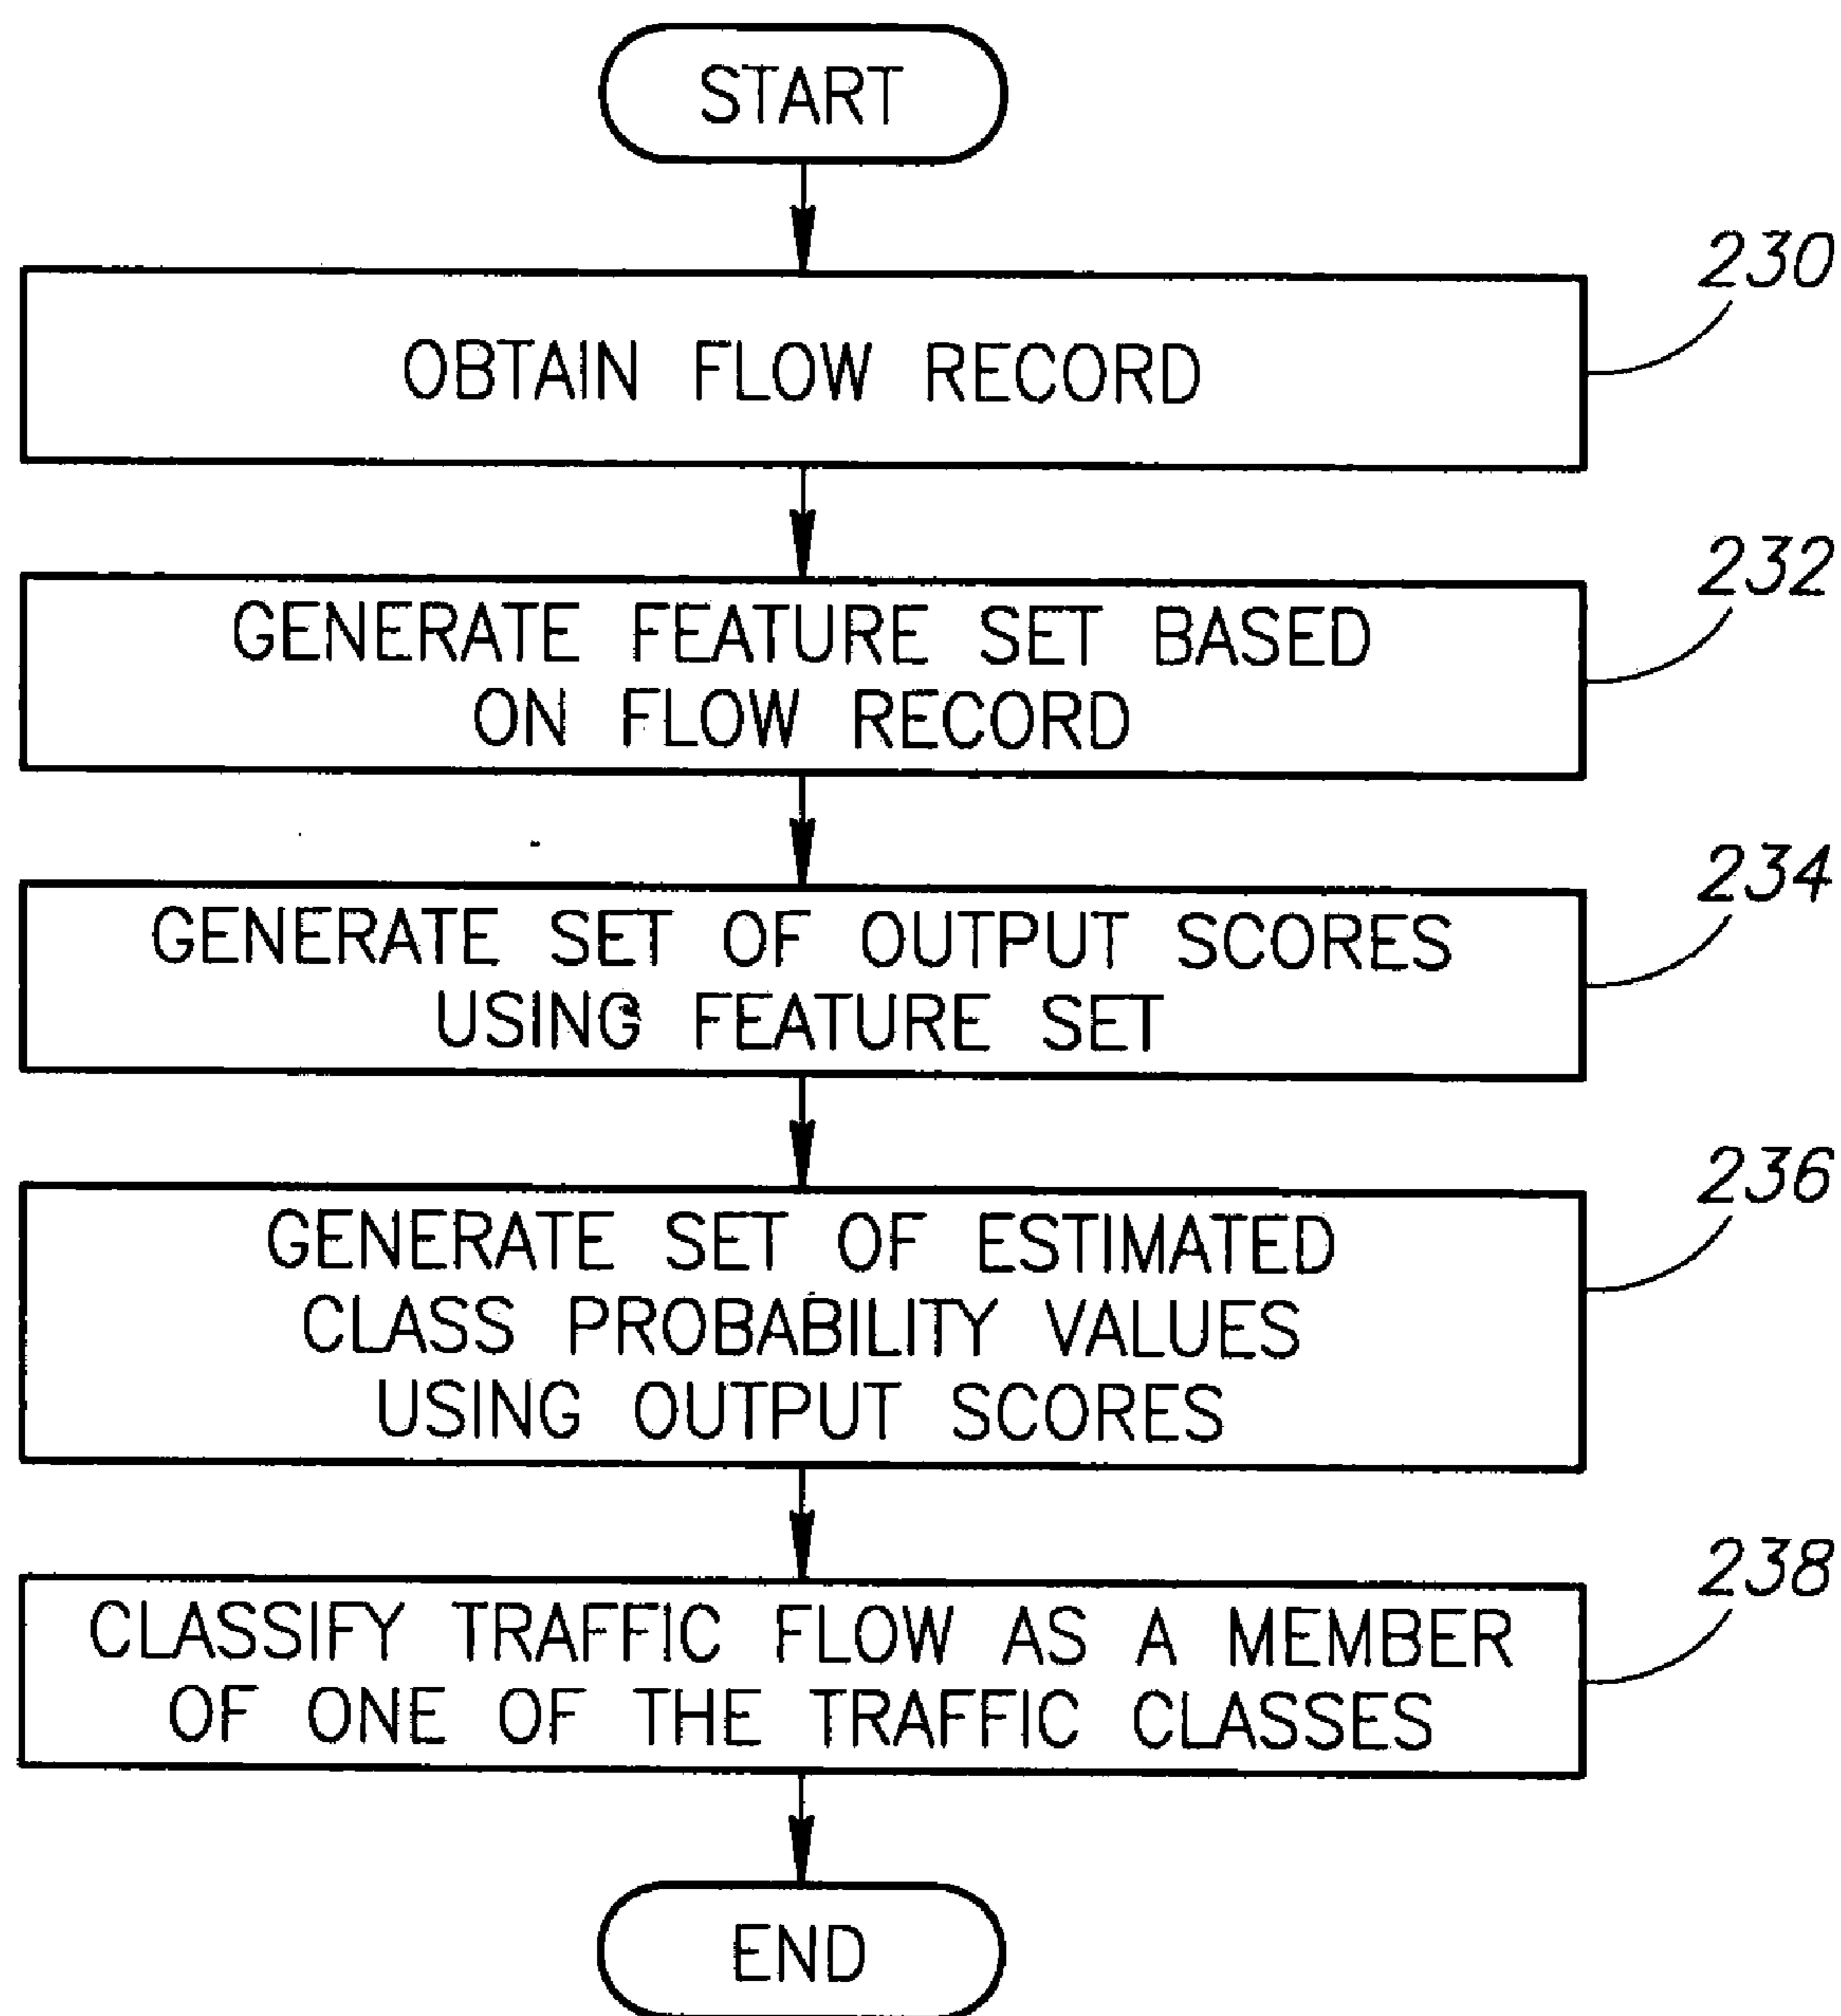 START
230
OBTAIN FLOW RECORD
232
GENERATE FEATURE SET BASED
ON FLOW RECORD
234
GENERATE SET OF OUTPUT SCORES
USING FEATURE SET
236
GENERATE SET OF ESTIMATED
CLASS PROBABILITY VALUES
USING OUTPUT SCORES
238
CLASSIFY TRAFFIC FLOW AS A MEMBER
OF ONE OF THE TRAFFIC CLASSES
END